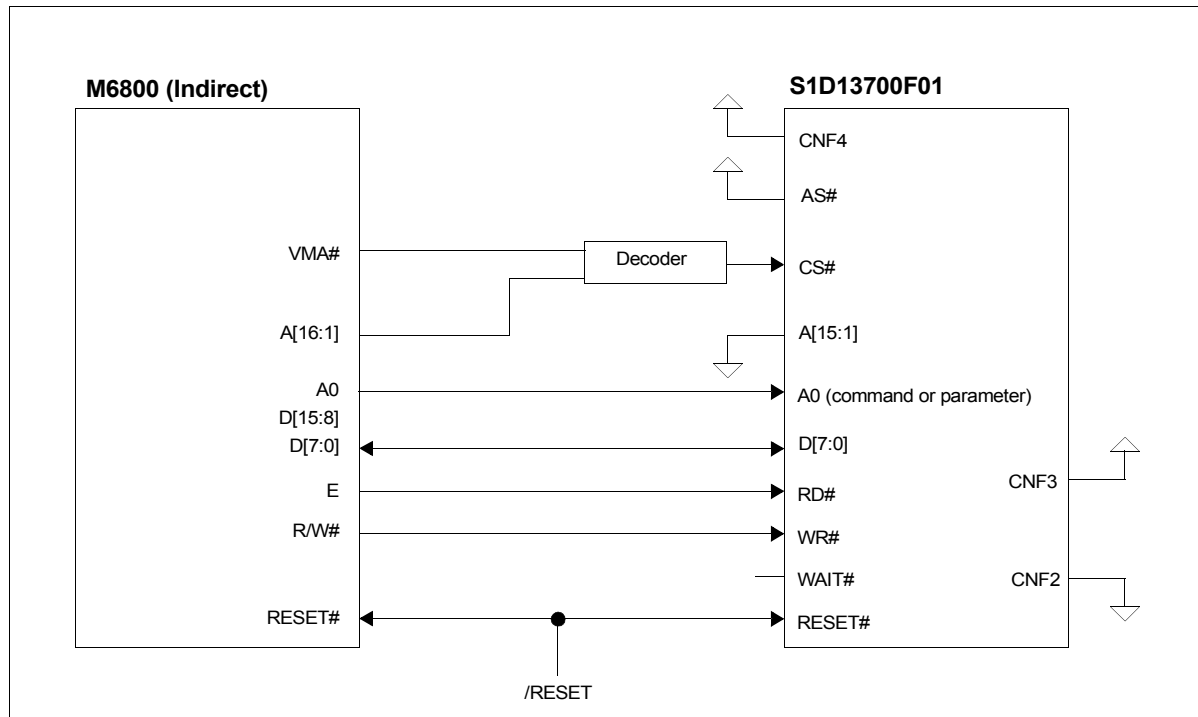 M6800 (Indirect)
S1D13700F01
CNF4
AS#
VMA#
Decoder
CS#
A[16:1]
A[15:1]
A0
A0 (command or parameter)
D[15:8]
D[7:0]
D[7:0]
CNF3
E
RD#
R/W#
WR#
WAIT#
CNF2
RESET#
RESET#
/RESET